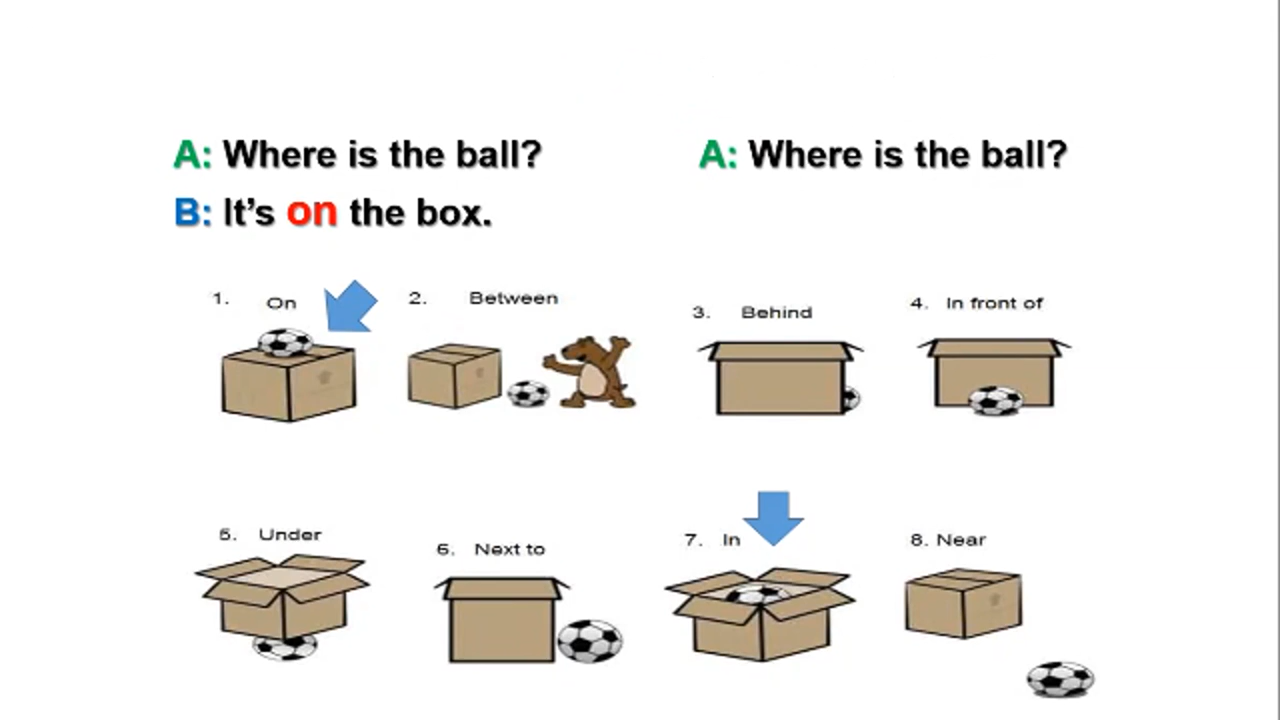 A: Where is the ball?
B: It’s on the box.
A: Where is the ball?
1. On
2. Between
3. Behind
4. In front of
5. Under
6. Next to
7. In
8. Near